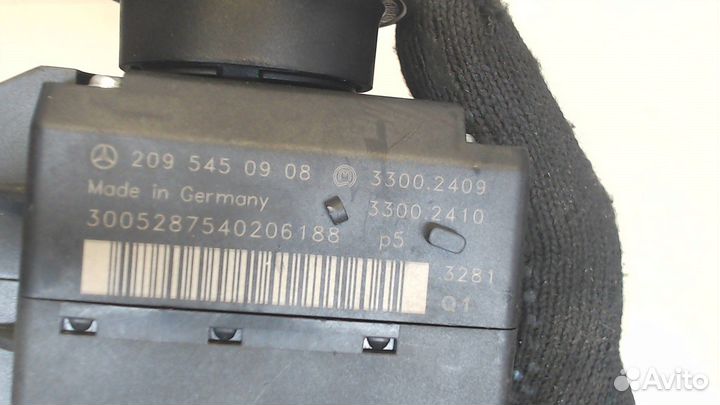 209 545 09 08 3300.2409
Made in Germany 3300.2410
3005287540206188 p5
.3281
Q1
Avito